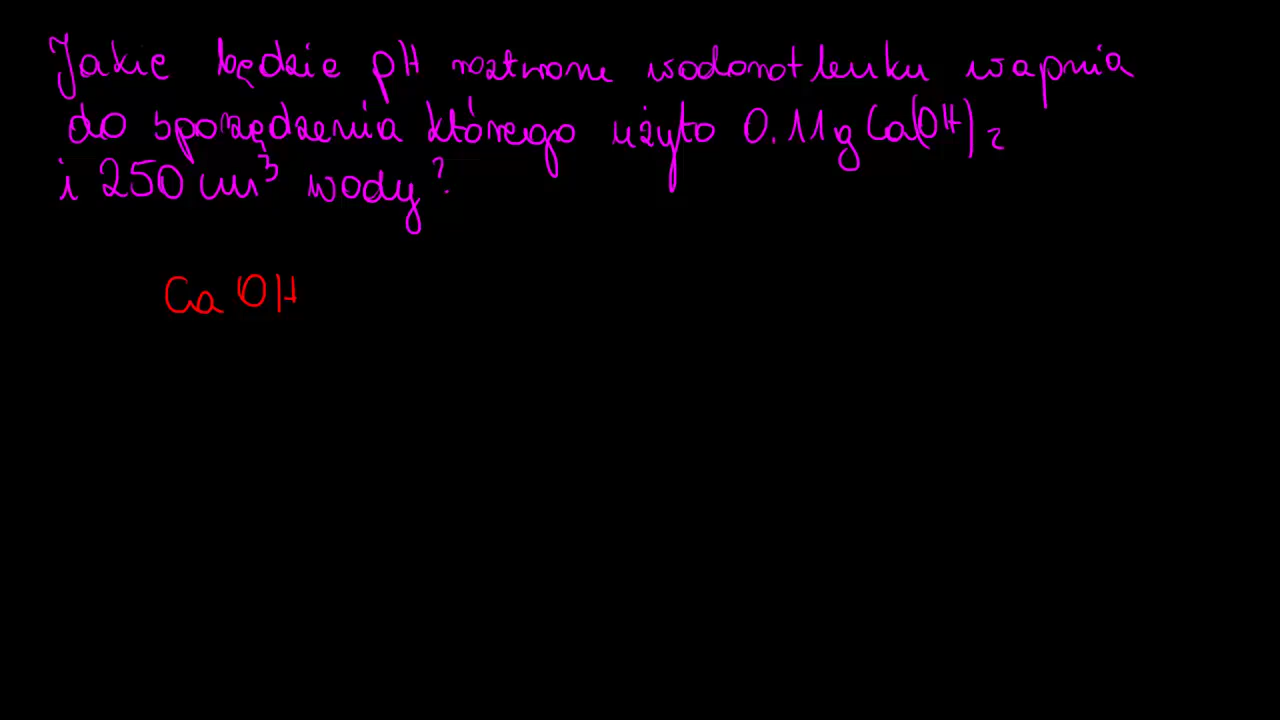 Jakie będzie pH roztworu wodorotlenku wapnia
do sporządzenia którego użyto 0.11g Ca(OH)₂
i 250 cm³ wody?
Ca OH